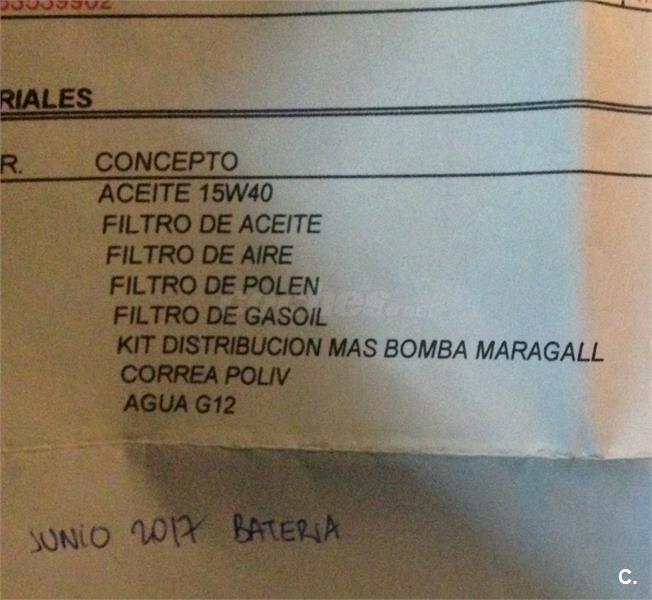 RIALES
R. CONCEPTO
ACEITE 15W40
FILTRO DE ACEITE
FILTRO DE AIRE
FILTRO DE POLEN
FILTRO DE GASOIL
KIT DISTRIBUCION MAS BOMBA MARAGALL
CORREA POLIV
AGUA G12
JUNIO 2017 BATERIA
C.